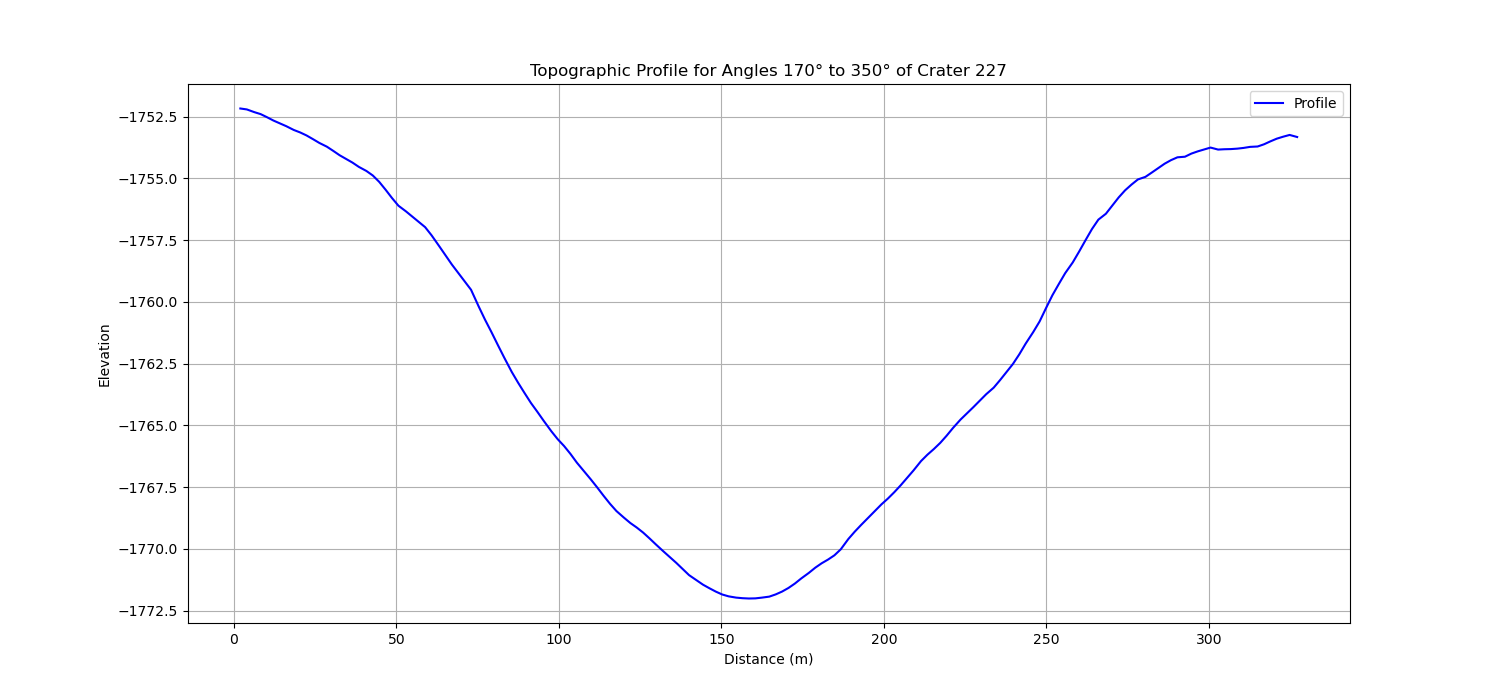 Topographic Profile for Angles 170° to 350° of Crater 227
Profile
−1752.5
−1755.0
−1757.5
−1760.0
−1762.5
−1765.0
−1767.5
−1770.0
−1772.5
Elevation
0 50 100 150 200 250 300
Distance (m)